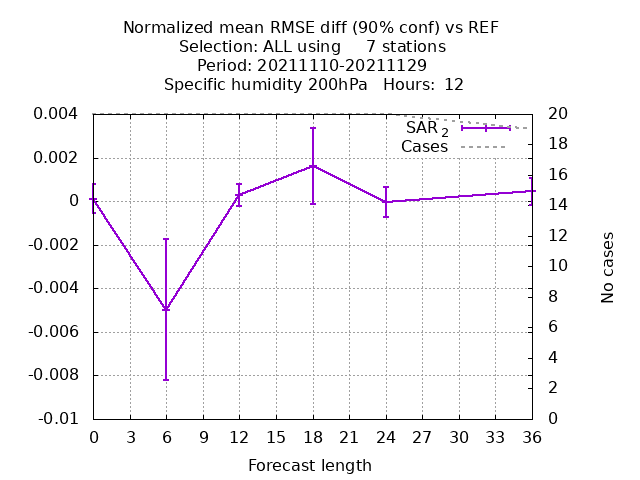 Normalized mean RMSE diff (90% conf) vs REF
Selection: ALL using     7 stations
Period: 20211110-20211129
Specific humidity 200hPa   Hours:  12
0.004
0.002
0
-0.002
-0.004
-0.006
-0.008
-0.01
20
18
16
14
12
10
8
6
4
2
0
SAR 2
Cases
No cases
0 3 6 9 12 15 18 21 24 27 30 33 36
Forecast length